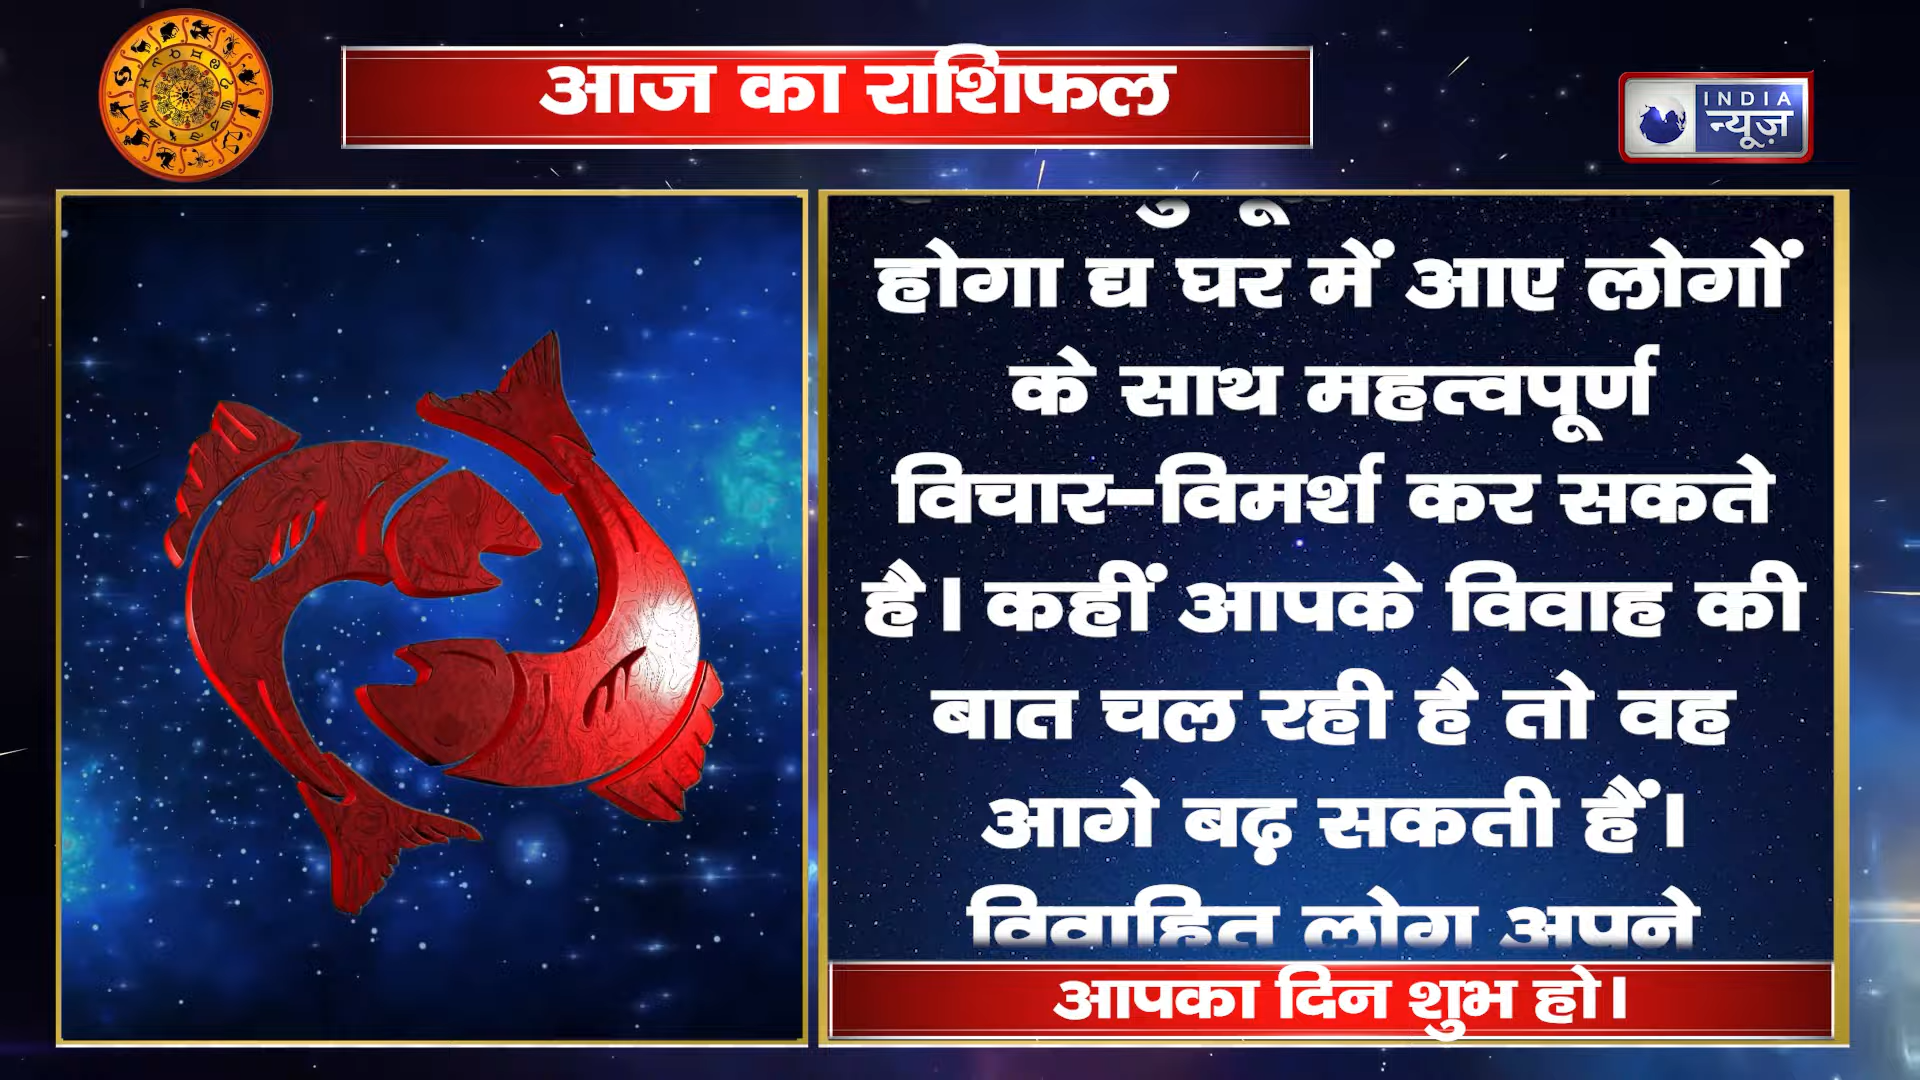 आज का राशिफल
INDIA
न्यूज़
होगा द्य घर में आए लोगों
के साथ महत्वपूर्ण
विचार-विमर्श कर सकते
है। कहीं आपके विवाह की
बात चल रही है तो वह
आगे बढ़ सकती हैं।
विवाहित लोग अपने
आपका दिन शुभ हो।